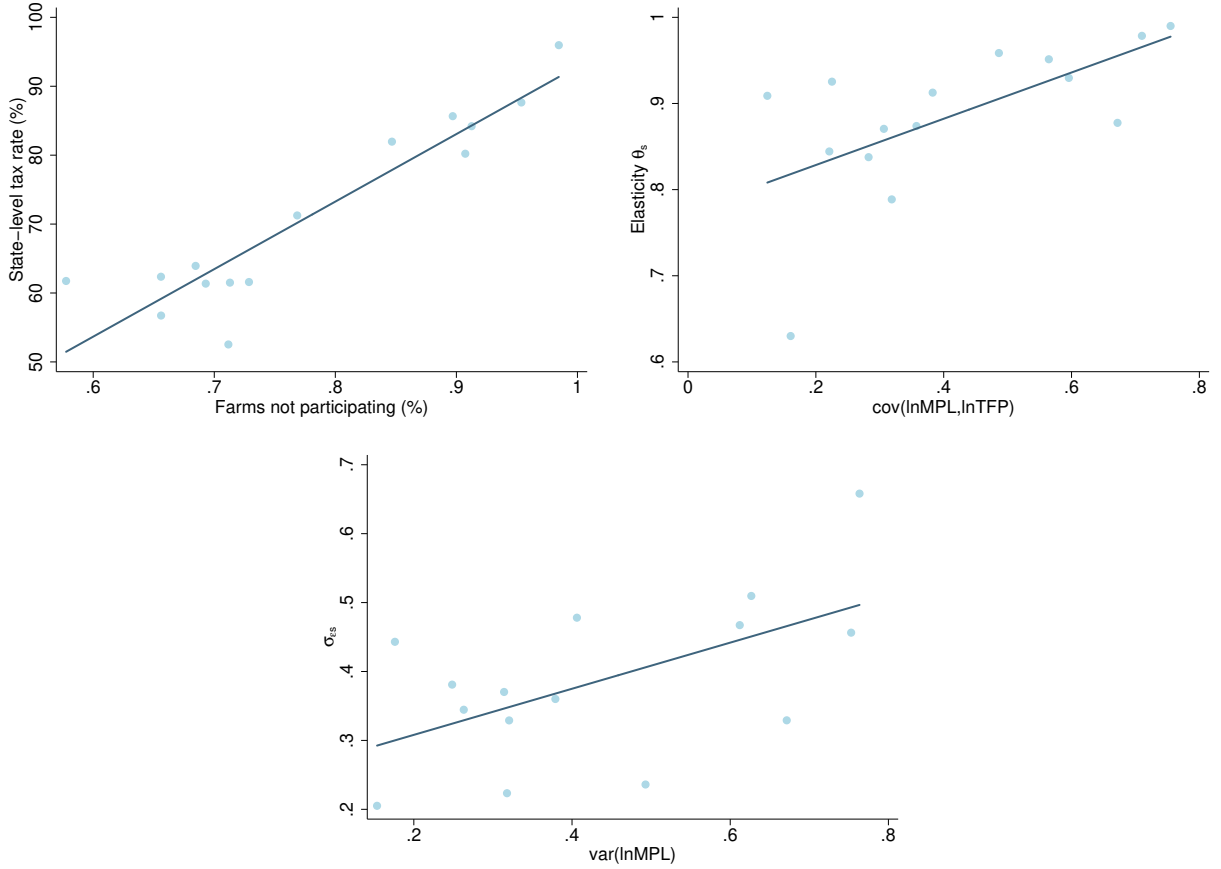 State−level tax rate (%)
100
90
80
70
60
50
.6 .7 .8 .9 1
Farms not participating (%)
Elasticity θs
1
.9
.8
.7
.6
0 .2 .4 .6 .8
cov(lnMPL,lnTFP)
σεs
.7
.6
.5
.4
.3
.2
.2 .4 .6 .8
var(lnMPL)